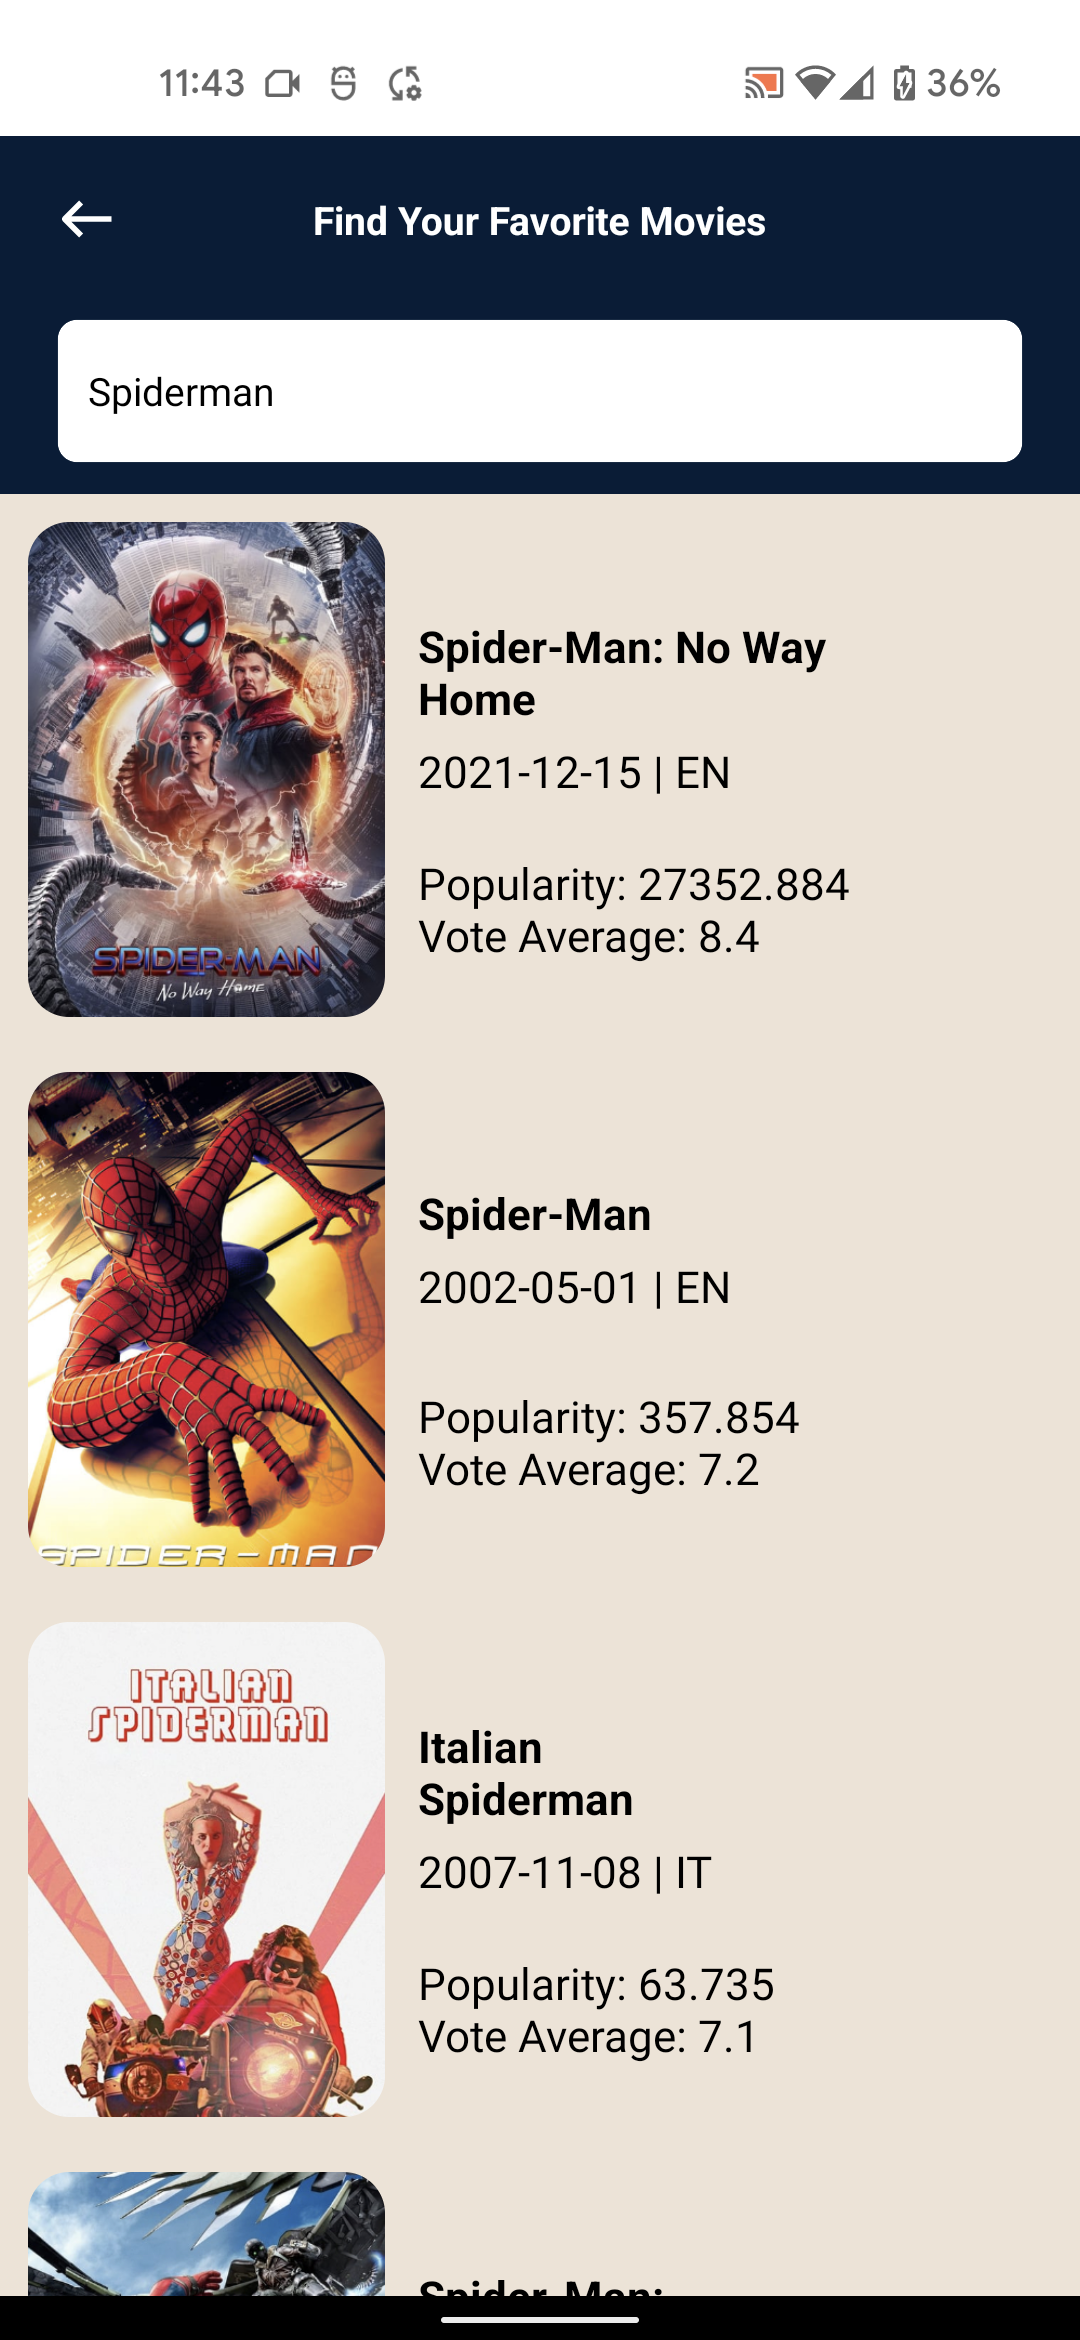 11:43
36%
Find Your Favorite Movies
Spiderman
SPIDER-MAN
No Way Home
Spider-Man: No Way
Home
2021-12-15 | EN
Popularity: 27352.884
Vote Average: 8.4
SPIDER-MAN
Spider-Man
2002-05-01 | EN
Popularity: 357.854
Vote Average: 7.2
ITALIAN
SPIDERMAN
Italian
Spiderman
2007-11-08 | IT
Popularity: 63.735
Vote Average: 7.1
Spider-Man: